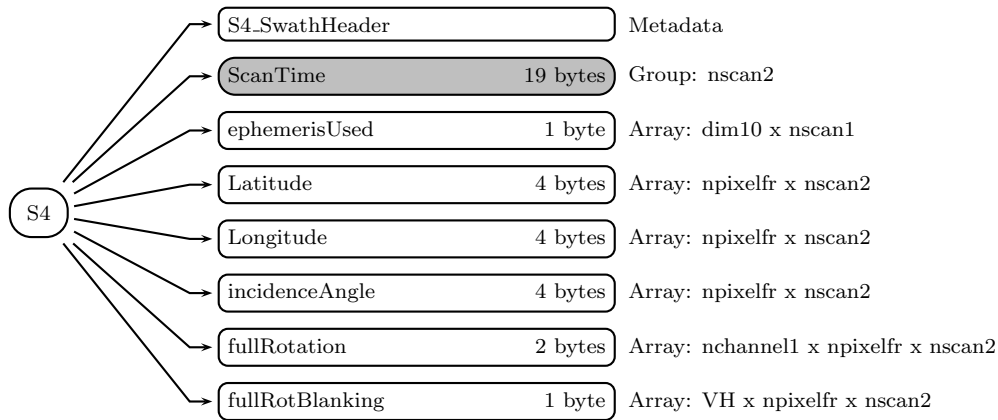 S4_SwathHeader Metadata
ScanTime 19 bytes Group: nscan2
ephemerisUsed 1 byte Array: dim10 x nscan1
Latitude 4 bytes Array: npixelfr x nscan2
S4
Longitude 4 bytes Array: npixelfr x nscan2
incidenceAngle 4 bytes Array: npixelfr x nscan2
fullRotation 2 bytes Array: nchannel1 x npixelfr x nscan2
fullRotBlanking 1 byte Array: VH x npixelfr x nscan2